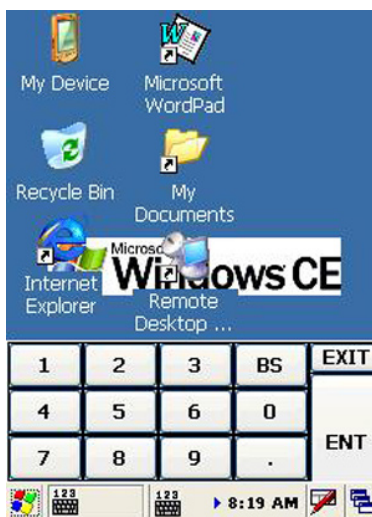 My Device
Microsoft
WordPad
Recycle Bin
My
Documents
Internet
Explorer
Remote
Desktop ...
Windows CE
1 2 3 BS EXIT
4 5 6 0
7 8 9 . ENT
123
123
8:19 AM